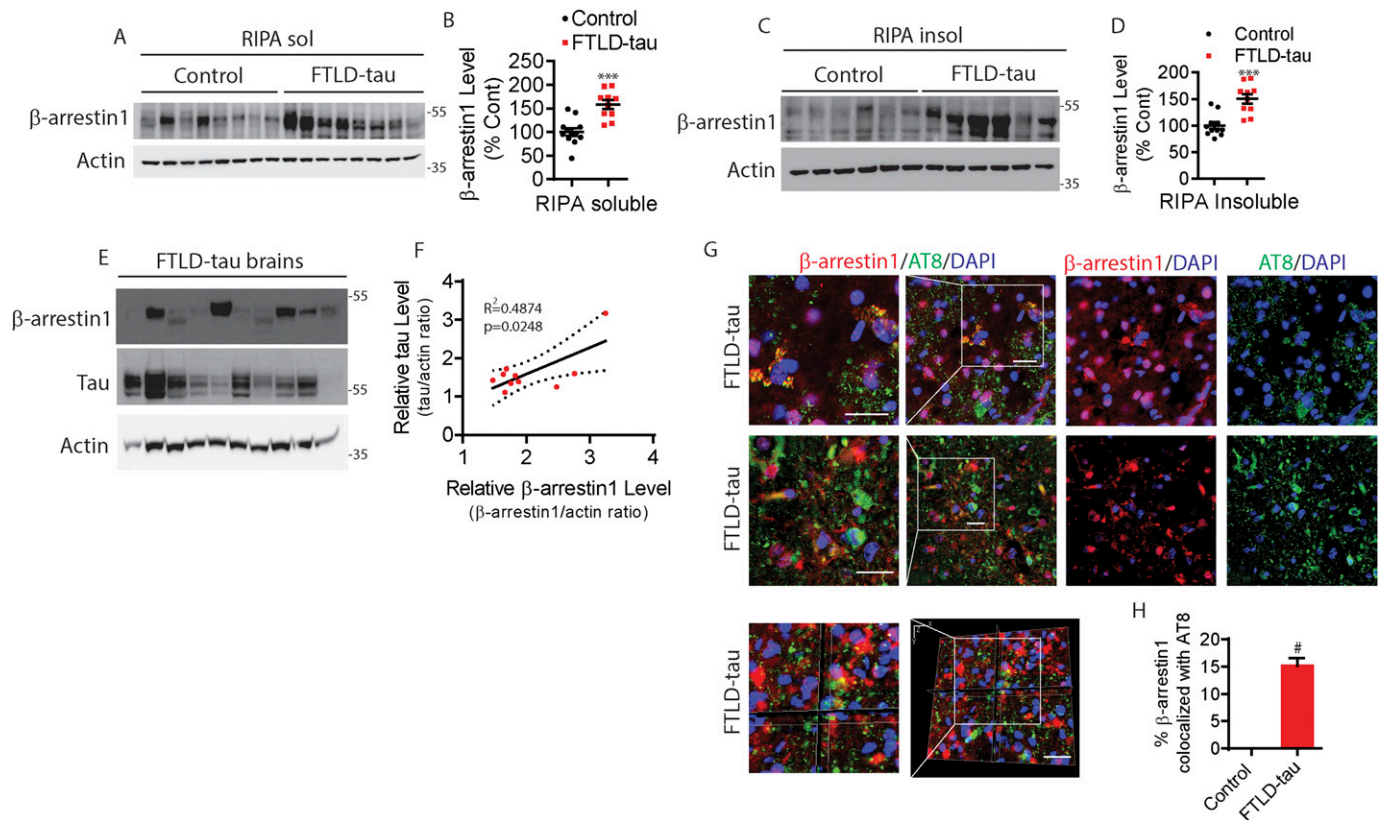 A
RIPA sol
Control FTLD-tau
β-arrestin1
-55
Actin
-35
B
Control
FTLD-tau
β-arrestin1 Level
(% Cont)
250
200
150
100
50
0
***
RIPA soluble
C
RIPA insol
Control FTLD-tau
β-arrestin1
-55
Actin
-35
D
Control
FTLD-tau
β-arrestin1 Level
(% Cont)
200
150
100
50
0
***
RIPA Insoluble
E
FTLD-tau brains
β-arrestin1
-55
Tau
-55
Actin
-35
F
Relative tau Level
(tau/actin ratio)
4
3
2
1
0
R²=0.4874
p=0.0248
1 2 3 4
Relative β-arrestin1 Level
(β-arrestin1/actin ratio)
G
β-arrestin1/AT8/DAPI β-arrestin1/DAPI AT8/DAPI
FTLD-tau
FTLD-tau
FTLD-tau
X
Z
Y
H
% β-arrestin1
colocalized with AT8
20
15
10
5
0
#
Control
FTLD-tau